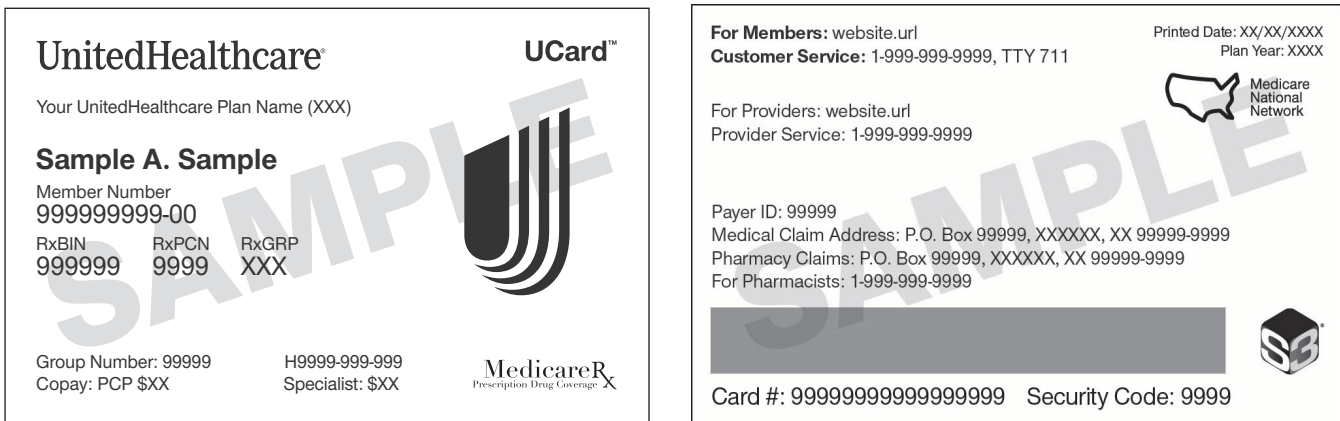 UnitedHealthcare®
UCard™
Your UnitedHealthcare Plan Name (XXX)
Sample A. Sample
Member Number
999999999-00
RxBIN RxPCN RxGRP
999999 9999 XXX
Group Number: 99999 H9999-999-999
Copay: PCP $XX Specialist: $XX
MedicareRx
Prescription Drug Coverage
SAMPLE
For Members: website.url
Customer Service: 1-999-999-9999, TTY 711
Printed Date: XX/XX/XXXX
Plan Year: XXXX
Medicare
National
Network
For Providers: website.url
Provider Service: 1-999-999-9999
Payer ID: 99999
Medical Claim Address: P.O. Box 99999, XXXXXX, XX 99999-9999
Pharmacy Claims: P.O. Box 99999, XXXXXX, XX 99999-9999
For Pharmacists: 1-999-999-9999
S3®
Card #: 99999999999999999 Security Code: 9999
SAMPLE